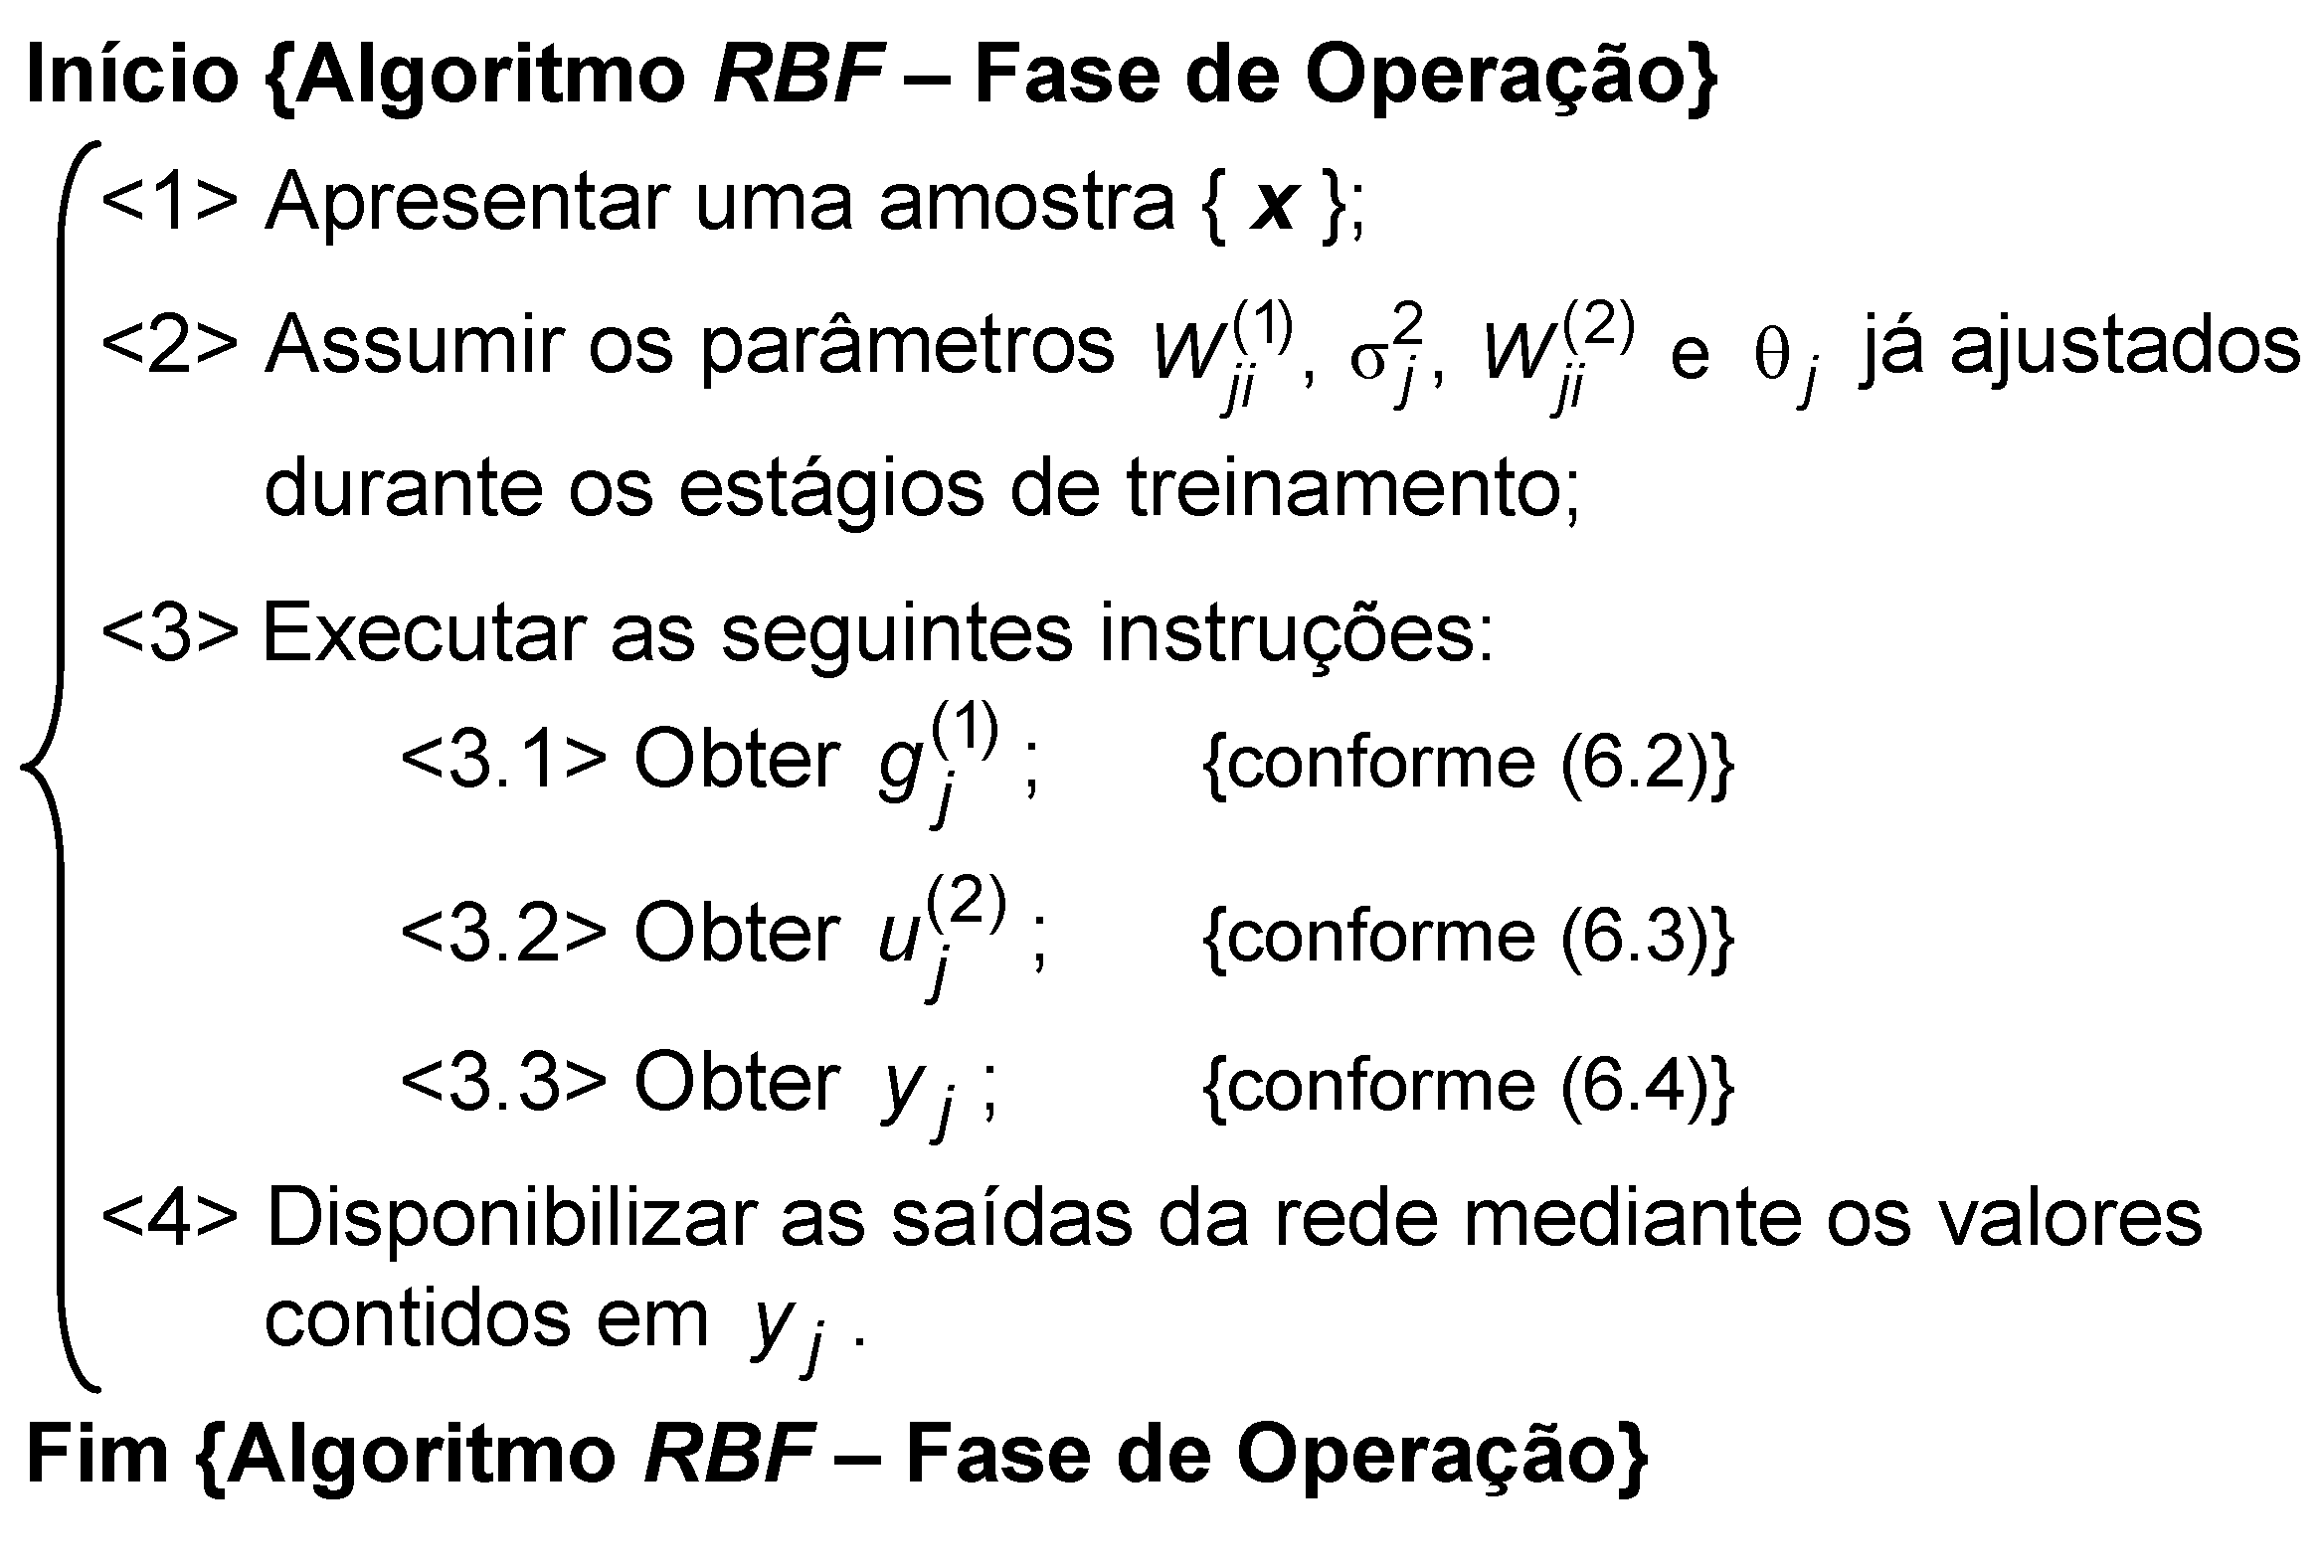 Início {Algoritmo RBF – Fase de Operação}
<1> Apresentar uma amostra { x };
<2> Assumir os parâmetros W_{ji}^{(1)}, σ_j^2, W_{ji}^{(2)} e θ_j já ajustados
durante os estágios de treinamento;
<3> Executar as seguintes instruções:
<3.1> Obter g_j^{(1)} ; {conforme (6.2)}
<3.2> Obter u_j^{(2)} ; {conforme (6.3)}
<3.3> Obter y_j ; {conforme (6.4)}
<4> Disponibilizar as saídas da rede mediante os valores
contidos em y_j .
Fim {Algoritmo RBF – Fase de Operação}